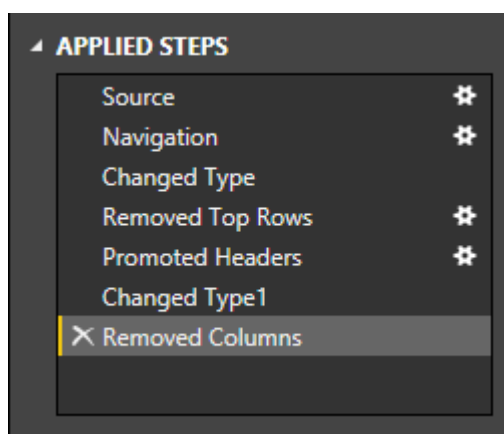 APPLIED STEPS
Source
Navigation
Changed Type
Removed Top Rows
Promoted Headers
Changed Type1
Removed Columns